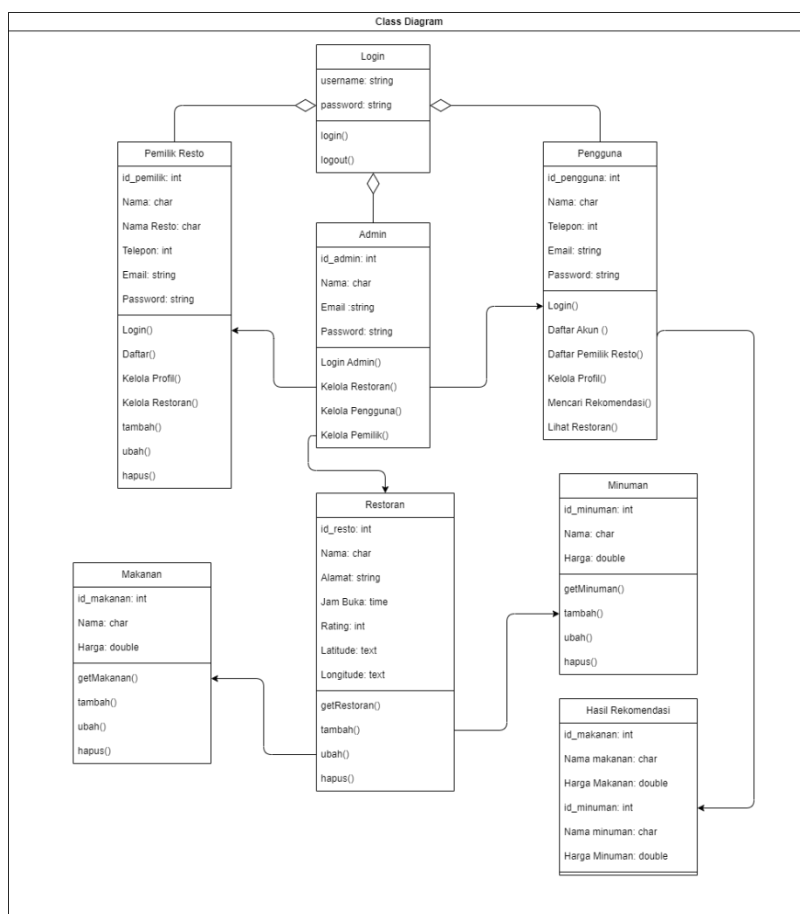 Class Diagram
Login
username: string
password: string
login()
logout()
Pemilik Resto
id_pemilik: int
Nama: char
Nama Resto: char
Telepon: int
Email: string
Password: string
Login()
Daftar()
Kelola Profil()
Kelola Restoran()
tambah()
ubah()
hapus()
Admin
id_admin: int
Nama: char
Email :string
Password: string
Login Admin()
Kelola Restoran()
Kelola Pengguna()
Kelola Pemilik()
Pengguna
id_pengguna: int
Nama: char
Telepon: int
Email: string
Password: string
Login()
Daftar Akun ()
Daftar Pemilik Resto()
Kelola Profil()
Mencari Rekomendasi()
Lihat Restoran()
Restoran
id_resto: int
Nama: char
Alamat: string
Jam Buka: time
Rating: int
Latitude: text
Longitude: text
getRestoran()
tambah()
ubah()
hapus()
Makanan
id_makanan: int
Nama: char
Harga: double
getMakanan()
tambah()
ubah()
hapus()
Minuman
id_minuman: int
Nama: char
Harga: double
getMinuman()
tambah()
ubah()
hapus()
Hasil Rekomendasi
id_makanan: int
Nama makanan: char
Harga Makanan: double
id_minuman: int
Nama minuman: char
Harga Minuman: double